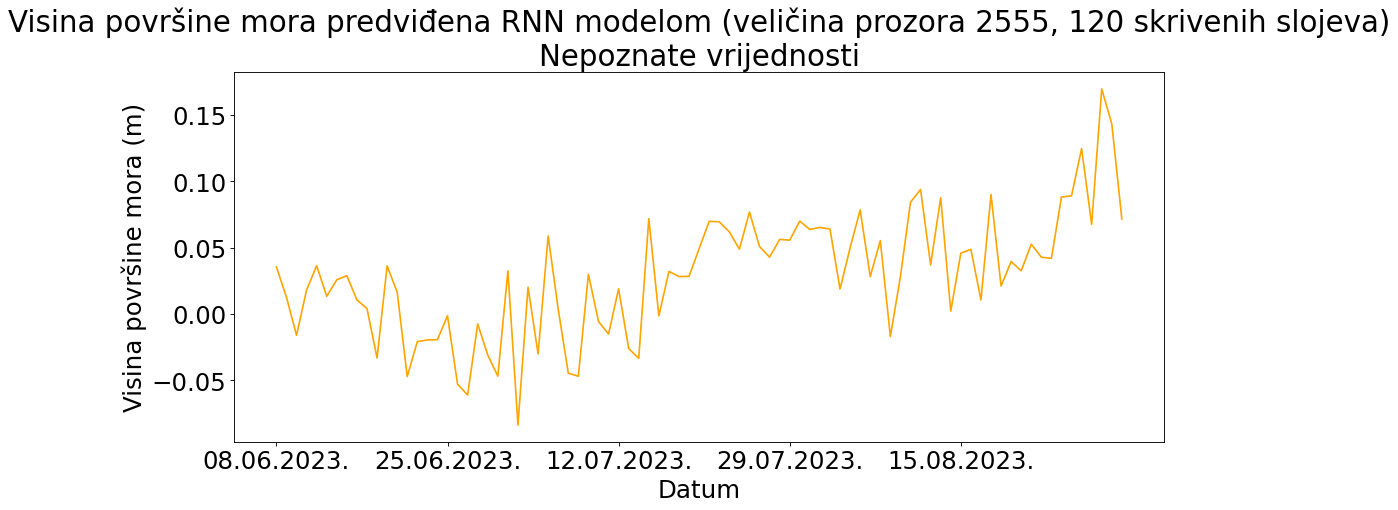 Visina površine mora predviđena RNN modelom (veličina prozora 2555, 120 skrivenih slojeva)
Nepoznate vrijednosti
Visina površine mora (m)
0.15
0.10
0.05
0.00
−0.05
08.06.2023. 25.06.2023. 12.07.2023. 29.07.2023. 15.08.2023.
Datum